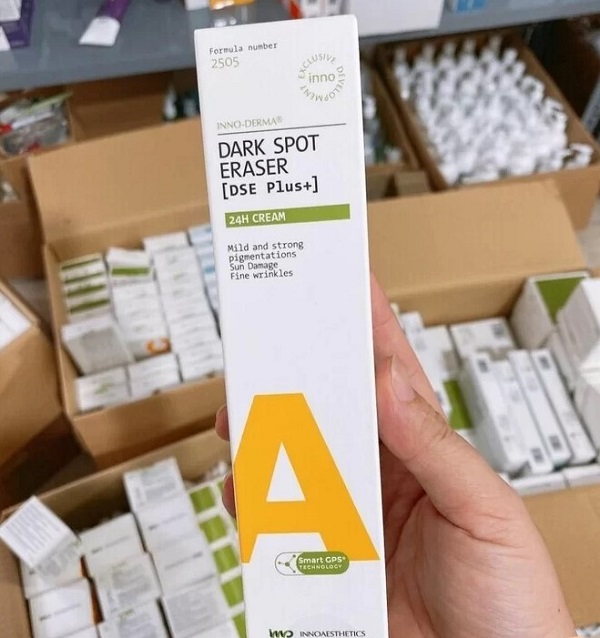 Formula number
2505
EXCLUSIVE DEVELOPMENT
inno
INNO-DERMA®
DARK SPOT
ERASER
[DSE Plus+]
24H CREAM
Mild and strong
pigmentations
Sun Damage
Fine wrinkles
A
Smart GPS®
TECHNOLOGY
inno INNOAESTHETICS